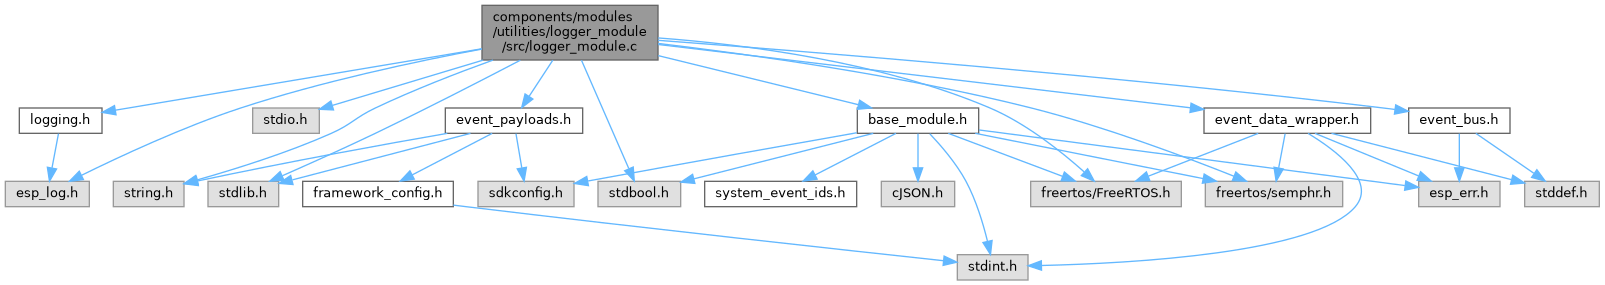 components/modules
/utilities/logger_module
/src/logger_module.c
logging.h
stdio.h
event_payloads.h
base_module.h
event_data_wrapper.h
event_bus.h
esp_log.h
string.h
stdlib.h
framework_config.h
sdkconfig.h
stdbool.h
system_event_ids.h
cJSON.h
freertos/FreeRTOS.h
freertos/semphr.h
esp_err.h
stddef.h
stdint.h